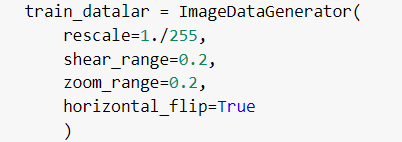 train_datalar = ImageDataGenerator(
    rescale=1./255,
    shear_range=0.2,
    zoom_range=0.2,
    horizontal_flip=True
    )